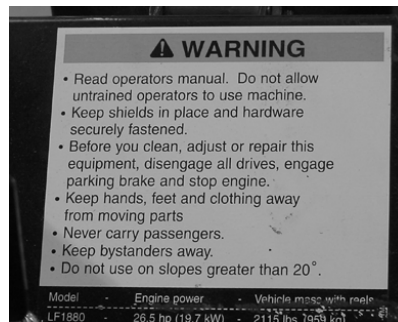 ⚠ WARNING
• Read operators manual. Do not allow
untrained operators to use machine.
• Keep shields in place and hardware
securely fastened.
• Before you clean, adjust or repair this
equipment, disengage all drives, engage
parking brake and stop engine.
• Keep hands, feet and clothing away
from moving parts
• Never carry passengers.
• Keep bystanders away.
• Do not use on slopes greater than 20°.
Model - Engine power - Vehicle mass with reels
LF1880 - 26.5 hp (19.7 kW) - 2115 lbs